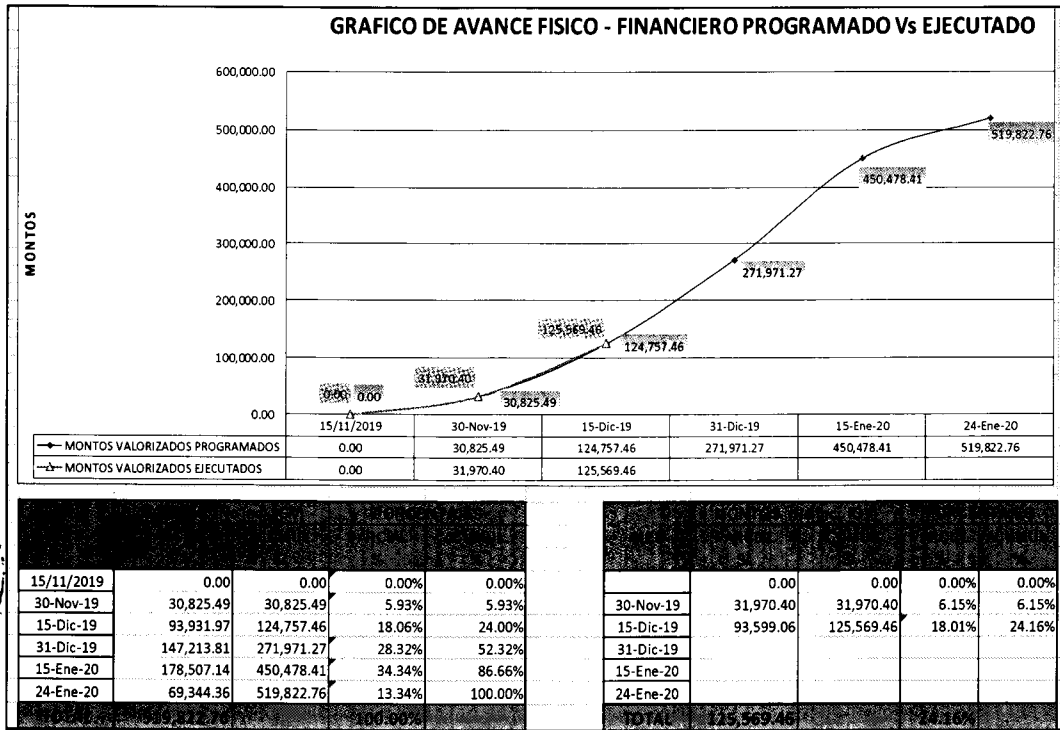 GRAFICO DE AVANCE FISICO - FINANCIERO PROGRAMADO Vs EJECUTADO
MONTOS
600,000.00
500,000.00
400,000.00
300,000.00
200,000.00
100,000.00
0.00
0.00 0.00
31,970.40
30,825.49
125,569.46
124,757.46
271,971.27
450,478.41
519,822.76
15/11/2019 30-Nov-19 15-Dic-19 31-Dic-19 15-Ene-20 24-Ene-20
MONTOS VALORIZADOS PROGRAMADOS 0.00 30,825.49 124,757.46 271,971.27 450,478.41 519,822.76
MONTOS VALORIZADOS EJECUTADOS 0.00 31,970.40 125,569.46
15/11/2019 0.00 0.00 0.00% 0.00%
30-Nov-19 30,825.49 30,825.49 5.93% 5.93%
15-Dic-19 93,931.97 124,757.46 18.06% 24.00%
31-Dic-19 147,213.81 271,971.27 28.32% 52.32%
15-Ene-20 178,507.14 450,478.41 34.34% 86.66%
24-Ene-20 69,344.36 519,822.76 13.34% 100.00%
100.00%
0.00 0.00 0.00% 0.00%
30-Nov-19 31,970.40 31,970.40 6.15% 6.15%
15-Dic-19 93,599.06 125,569.46 18.01% 24.16%
31-Dic-19
15-Ene-20
24-Ene-20
TOTAL 125,569.46 24.16%